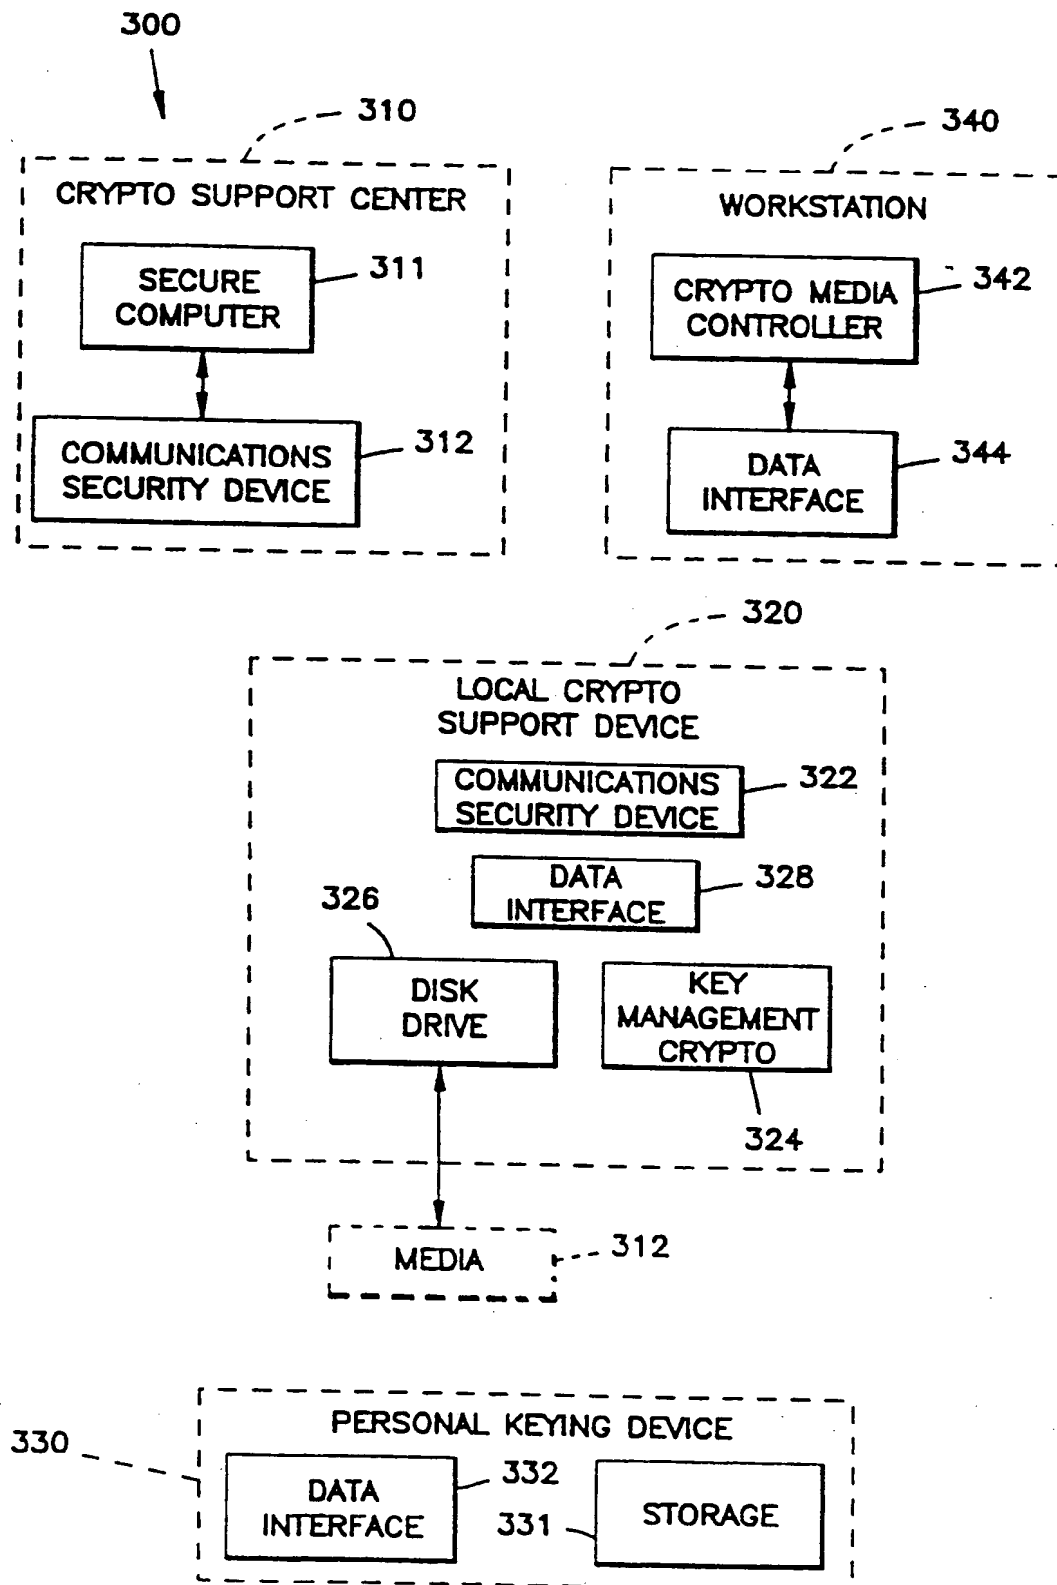 300
310
340
CRYPTO SUPPORT CENTER
WORKSTATION
SECURE
COMPUTER
311
CRYPTO MEDIA
CONTROLLER
342
COMMUNICATIONS
SECURITY DEVICE
312
DATA
INTERFACE
344
320
LOCAL CRYPTO
SUPPORT DEVICE
COMMUNICATIONS
SECURITY DEVICE
322
DATA
INTERFACE
328
326
DISK
DRIVE
KEY
MANAGEMENT
CRYPTO
324
MEDIA
312
PERSONAL KEYING DEVICE
330
DATA
INTERFACE
332
331
STORAGE